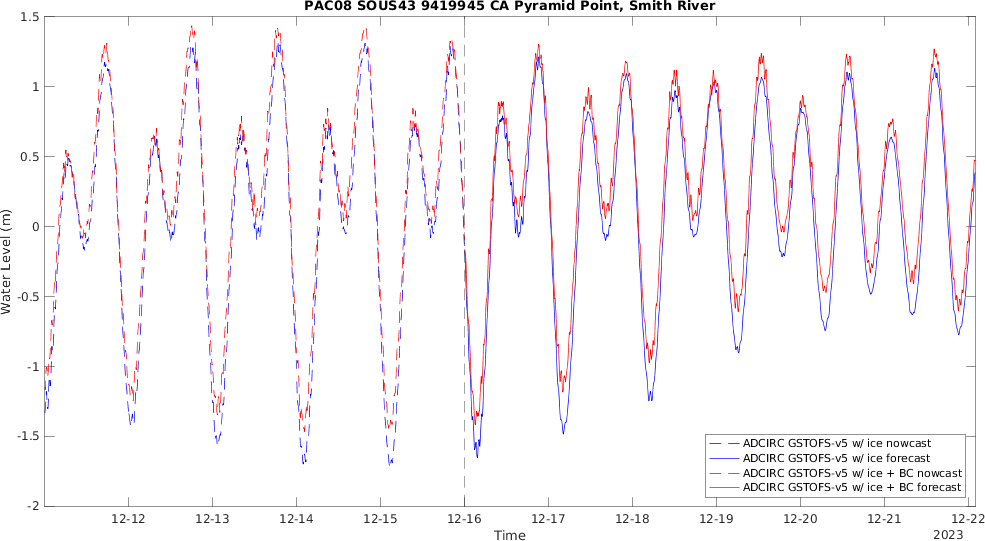 PAC08 SOUS43 9419945 CA Pyramid Point, Smith River
Water Level (m)
1.5
1
0.5
0
-0.5
-1
-1.5
-2
12-12 12-13 12-14 12-15 12-16 12-17 12-18 12-19 12-20 12-21 12-22
Time
2023
ADCIRC GSTOFS-v5 w/ ice nowcast
ADCIRC GSTOFS-v5 w/ ice forecast
ADCIRC GSTOFS-v5 w/ ice + BC nowcast
ADCIRC GSTOFS-v5 w/ ice + BC forecast